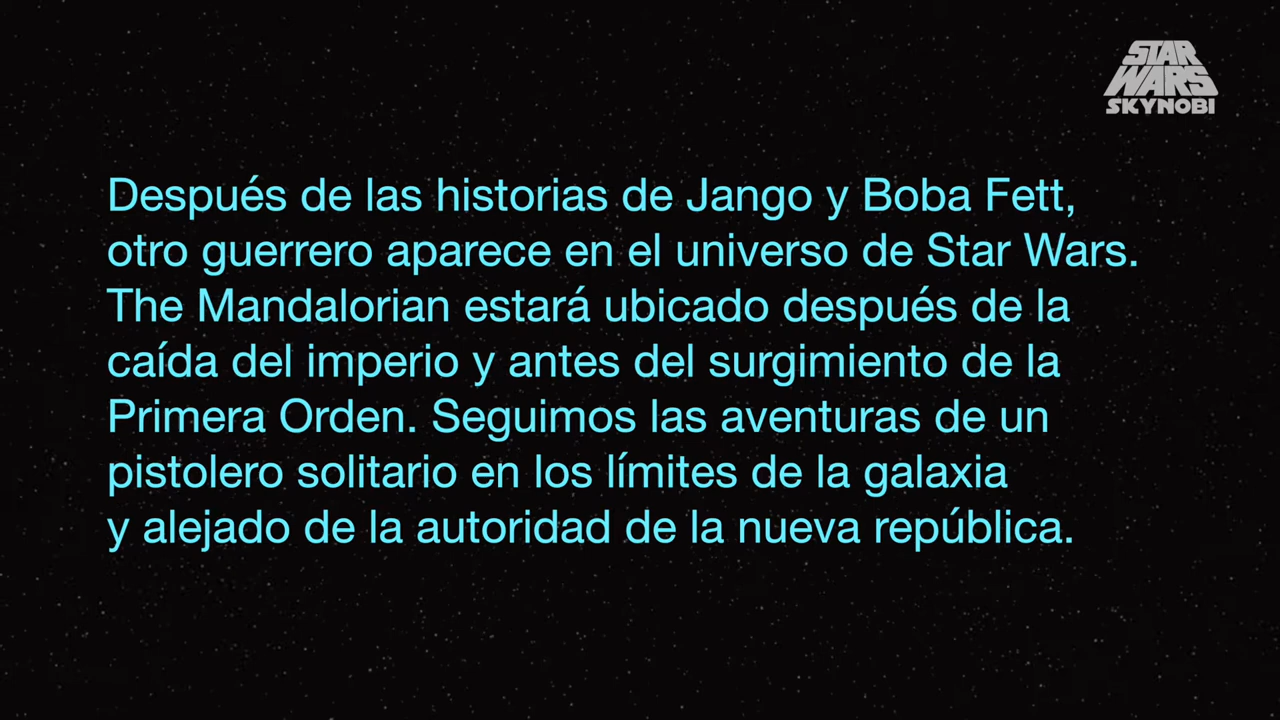 STAR
WARS
SKYNOBI
Después de las historias de Jango y Boba Fett,
otro guerrero aparece en el universo de Star Wars.
The Mandalorian estará ubicado después de la
caída del imperio y antes del surgimiento de la
Primera Orden. Seguimos las aventuras de un
pistolero solitario en los límites de la galaxia
y alejado de la autoridad de la nueva república.